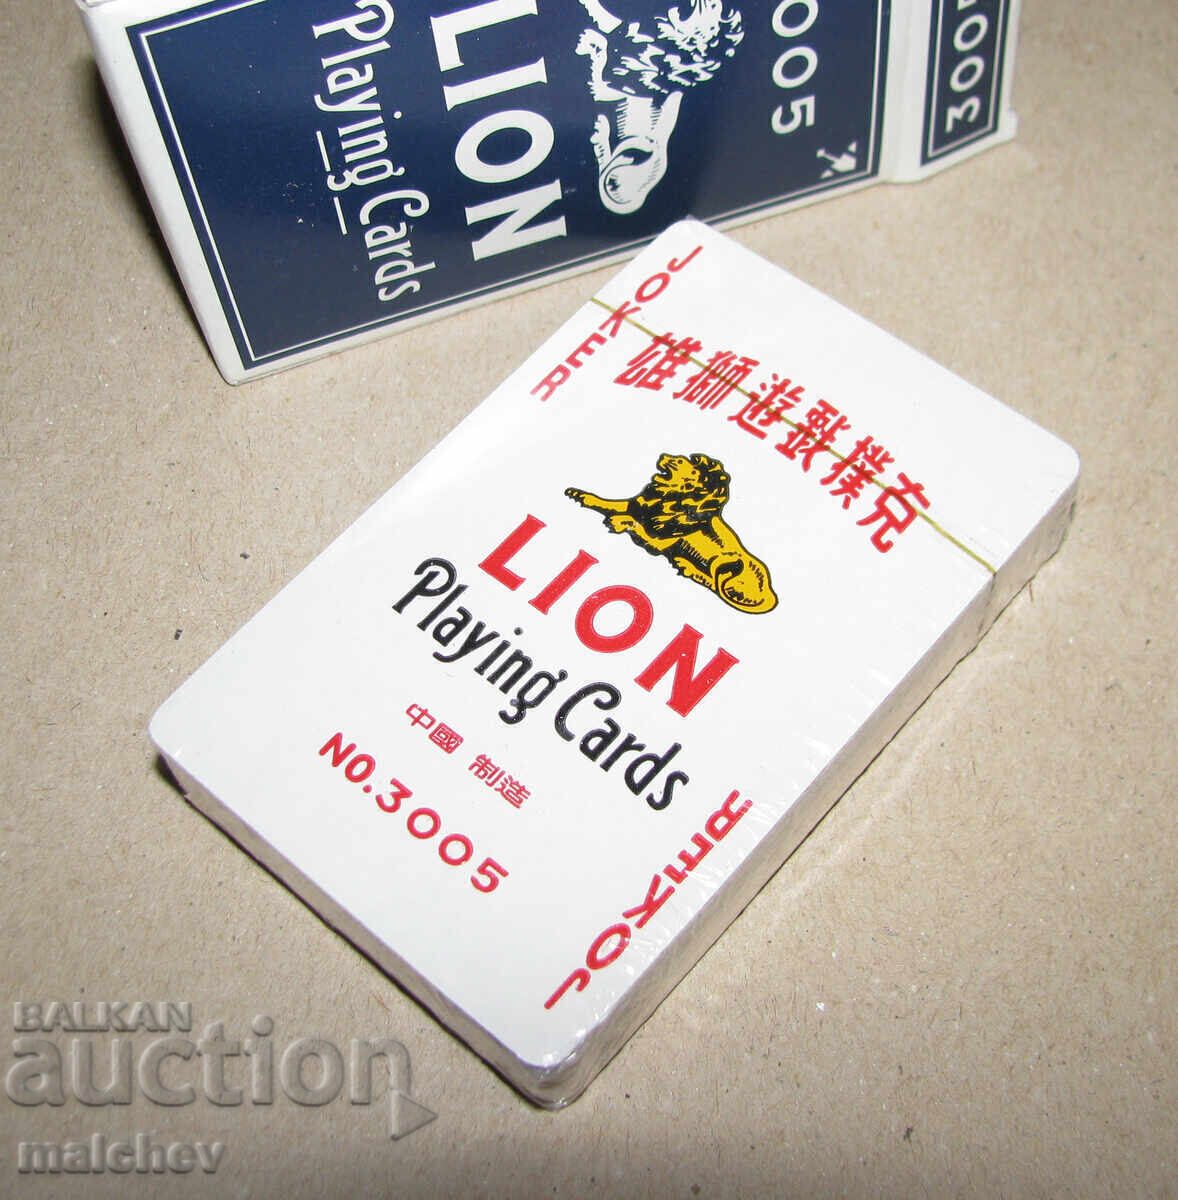 LION
Playing Cards
3005
JOKER
雄獅遊戲撲克
LION
Playing Cards
中國 制造
NO.3005
JOKER
BALKAN
auction
malchev